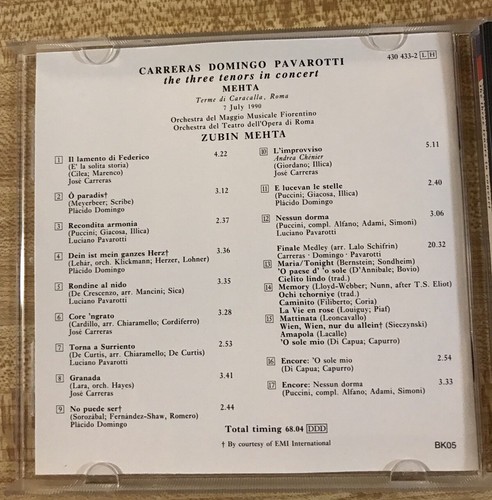 CARRERAS DOMINGO PAVAROTTI
430 433-2 LH
the three tenors in concert
MEHTA
Terme di Caracalla, Roma
7 July 1990
Orchestra del Maggio Musicale Fiorentino
Orchestra del Teatro dell'Opera di Roma
ZUBIN MEHTA
1 Il lamento di Federico 4.22
(E' la solita storia)
(Cilea; Marenco)
José Carreras
2 Ô paradis† 3.12
(Meyerbeer; Scribe)
Plácido Domingo
3 Recondita armonia 2.37
(Puccini; Giacosa, Illica)
Luciano Pavarotti
4 Dein ist mein ganzes Herz† 3.36
(Lehár, orch. Klickmann; Herzer, Lohner)
Plácido Domingo
5 Rondine al nido 3.35
(De Crescenzo, arr. Mancini; Sica)
Luciano Pavarotti
6 Core 'ngrato 3.28
(Cardillo, arr. Chiaramello; Cordiferro)
José Carreras
7 Torna a Surriento 2.53
(De Curtis, arr. Chiaramello; De Curtis)
Luciano Pavarotti
8 Granada 3.41
(Lara, orch. Hayes)
José Carreras
9 No puede ser† 2.44
(Sorozábal; Fernández-Shaw, Romero)
Plácido Domingo
10 L'improvviso 5.11
Andrea Chénier
(Giordano; Illica)
José Carreras
11 E lucevan le stelle 2.40
(Puccini; Giacosa, Illica)
Plácido Domingo
12 Nessun dorma 3.06
(Puccini, compl. Alfano; Adami, Simoni)
Luciano Pavarotti
Finale Medley (arr. Lalo Schifrin) 20.32
Carreras · Domingo · Pavarotti
13 Maria/Tonight (Bernstein; Sondheim)
'O paese d' 'o sole (D'Annibale; Bovio)
Cielito lindo (trad.)
14 Memory (Lloyd-Webber; Nunn, after T.S. Eliot)
Ochi tchorniye (trad.)
Caminito (Filiberto; Coria)
La Vie en rose (Louiguy; Piaf)
15 Mattinata (Leoncavallo)
Wien, Wien, nur du allein† (Sieczynski)
Amapola (Lacalle)
'O sole mio (Di Capua; Capurro)
16 Encore: 'O sole mio 2.54
(Di Capua; Capurro)
17 Encore: Nessun dorma 3.33
(Puccini, compl. Alfano; Adami, Simoni)
Total timing 68.04 DDD
† By courtesy of EMI International
BK05